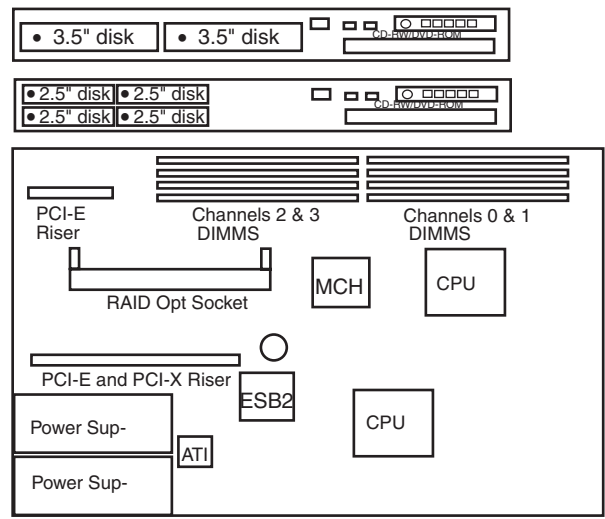 • 3.5" disk • 3.5" disk
CD-RW/DVD-ROM
• 2.5" disk • 2.5" disk
• 2.5" disk • 2.5" disk
CD-RW/DVD-ROM
PCI-E
Riser
Channels 2 & 3
DIMMS
Channels 0 & 1
DIMMS
RAID Opt Socket
MCH
CPU
PCI-E and PCI-X Riser
ESB2
CPU
Power Sup-
ATI
Power Sup-